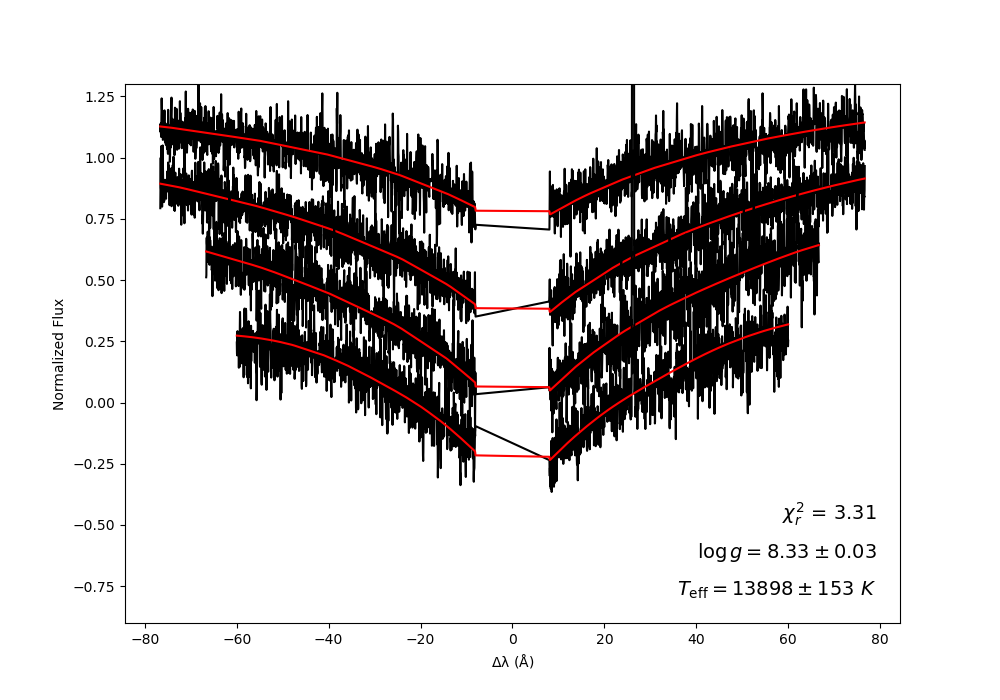 1.25
1.00
0.75
0.50
0.25
0.00
−0.25
−0.50
−0.75
Normalized Flux
χ²ᵣ = 3.31
log g = 8.33 ± 0.03
T_eff = 13898 ± 153 K
−80 −60 −40 −20 0 20 40 60 80
Δλ (Å)